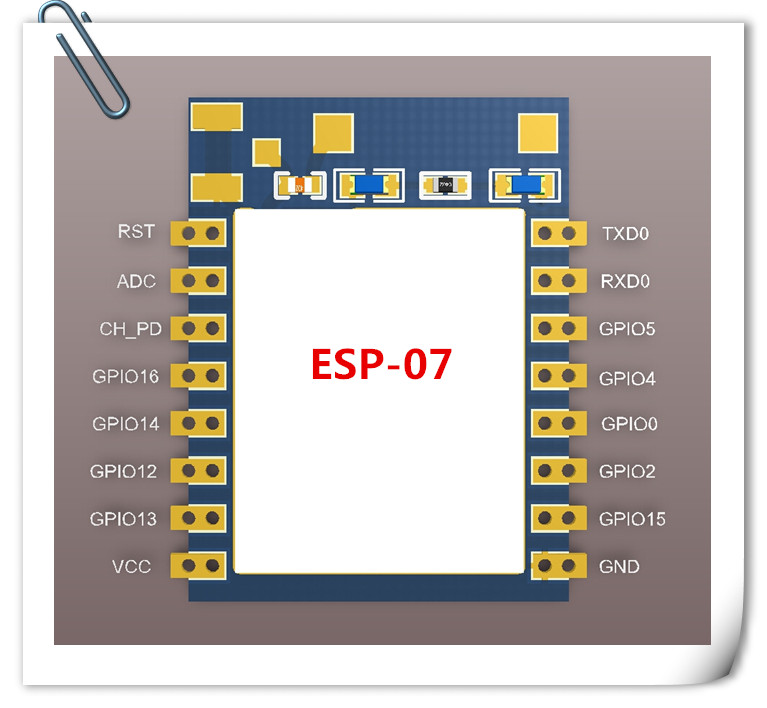 RST
TXD0
ADC
RXD0
CH_PD
GPIO5
ESP-07
GPIO16
GPIO4
GPIO14
GPIO0
GPIO12
GPIO2
GPIO13
GPIO15
VCC
GND